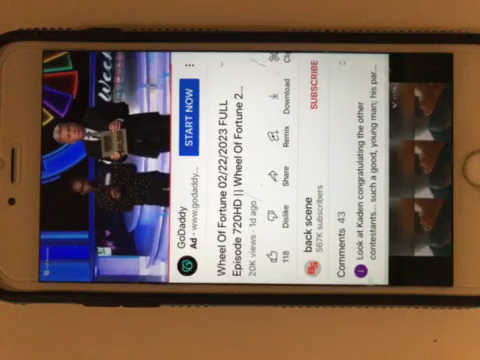 Week
GoDaddy
Ad · www.godaddy...
START NOW
Wheel Of Fortune 02/22/2023 FULL
Episode 720HD || Wheel Of Fortune 2...
20K views · 1d ago
118
Dislike
Share
Remix
Download
Cli
back scene
567K subscribers
SUBSCRIBE
Comments 43
Look at Kaden congratulating the other
contestants... such a good, young man; his par...